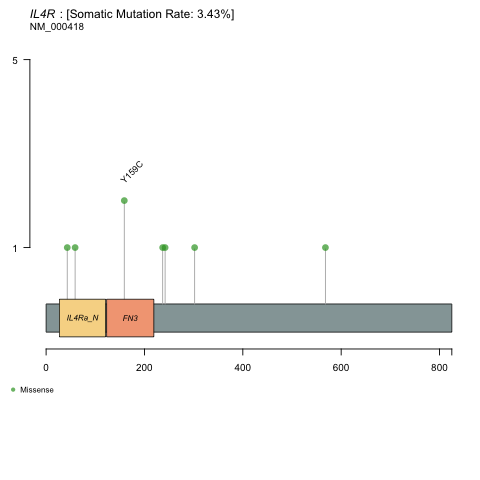 IL4R : [Somatic Mutation Rate: 3.43%]
NM_000418
5
Y159C
1
IL4Ra_N FN3
0 200 400 600 800
Missense